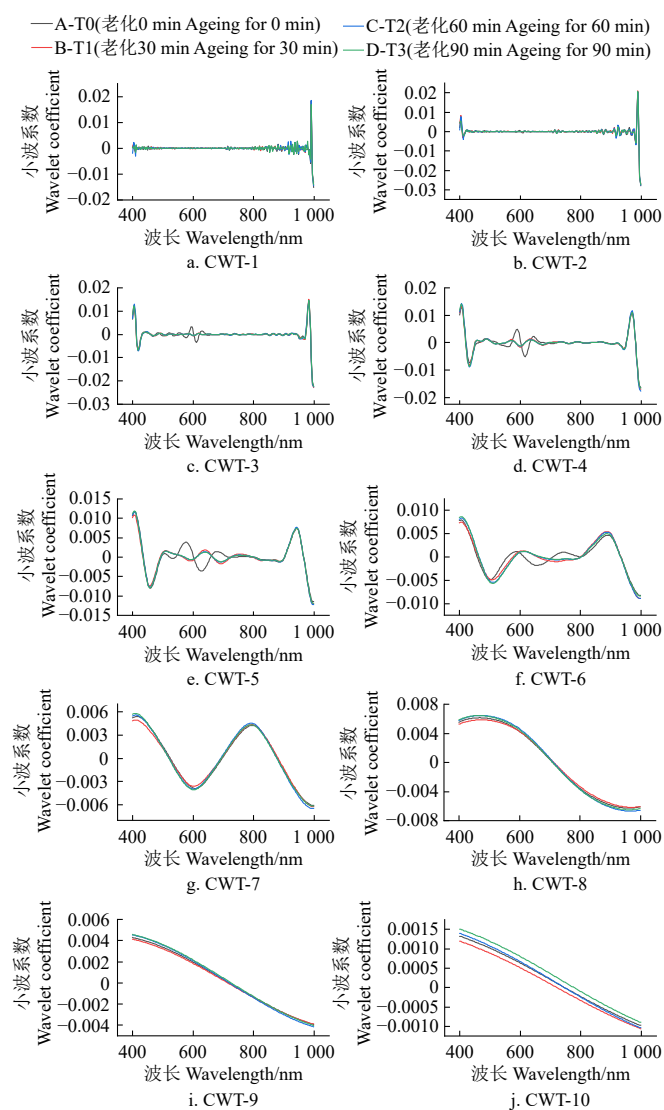 A-T0(老化0 min Ageing for 0 min) C-T2(老化60 min Ageing for 60 min)
B-T1(老化30 min Ageing for 30 min) D-T3(老化90 min Ageing for 90 min)
小波系数
Wavelet coefficient
0.02
0.01
0
−0.01
−0.02
400 600 800 1 000
波长 Wavelength/nm
a. CWT-1
小波系数
Wavelet coefficient
0.02
0.01
0
−0.01
−0.02
−0.03
400 600 800 1 000
波长 Wavelength/nm
b. CWT-2
小波系数
Wavelet coefficient
0.02
0.01
0
−0.01
−0.02
−0.03
400 600 800 1 000
波长 Wavelength/nm
c. CWT-3
小波系数
Wavelet coefficient
0.02
0.01
0
−0.01
−0.02
400 600 800 1 000
波长 Wavelength/nm
d. CWT-4
小波系数
Wavelet coefficient
0.015
0.010
0.005
0
−0.005
−0.010
−0.015
400 600 800 1 000
波长 Wavelength/nm
e. CWT-5
小波系数
Wavelet coefficient
0.010
0.005
0
−0.005
−0.010
400 600 800 1 000
波长 Wavelength/nm
f. CWT-6
小波系数
Wavelet coefficient
0.006
0.003
0
−0.003
−0.006
400 600 800 1 000
波长 Wavelength/nm
g. CWT-7
小波系数
Wavelet coefficient
0.008
0.004
0
−0.004
−0.008
400 600 800 1 000
波长 Wavelength/nm
h. CWT-8
小波系数
Wavelet coefficient
0.006
0.004
0.002
0
−0.002
−0.004
400 600 800 1 000
波长 Wavelength/nm
i. CWT-9
小波系数
Wavelet coefficient
0.0015
0.0010
0.0005
0
−0.0005
−0.0010
400 600 800 1 000
波长 Wavelength/nm
j. CWT-10